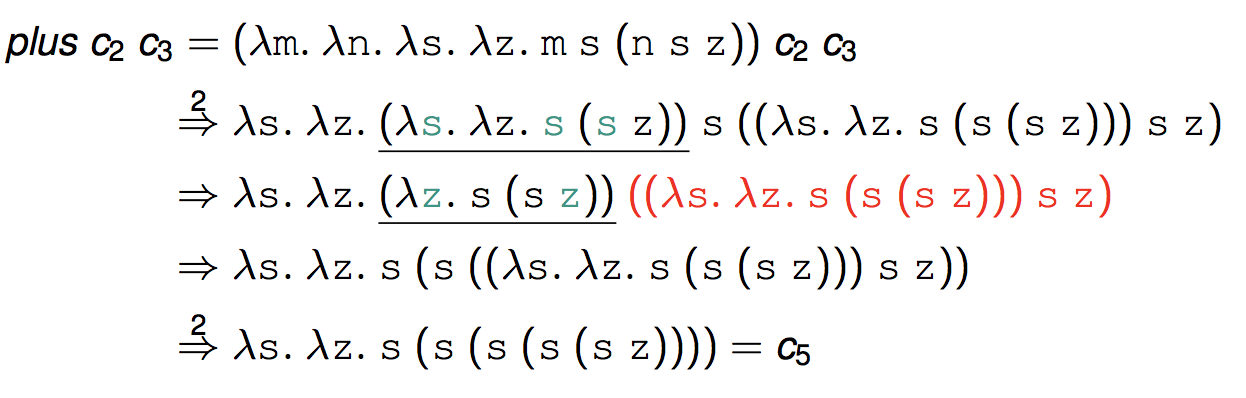 plus c₂ c₃ = (λm. λn. λs. λz. m s (n s z)) c₂ c₃
⇒² λs. λz. (λs. λz. s (s z)) s ((λs. λz. s (s (s z))) s z)
⇒ λs. λz. (λz. s (s z)) ((λs. λz. s (s (s z))) s z)
⇒ λs. λz. s (s ((λs. λz. s (s (s z))) s z))
⇒² λs. λz. s (s (s (s (s z)))) = c₅